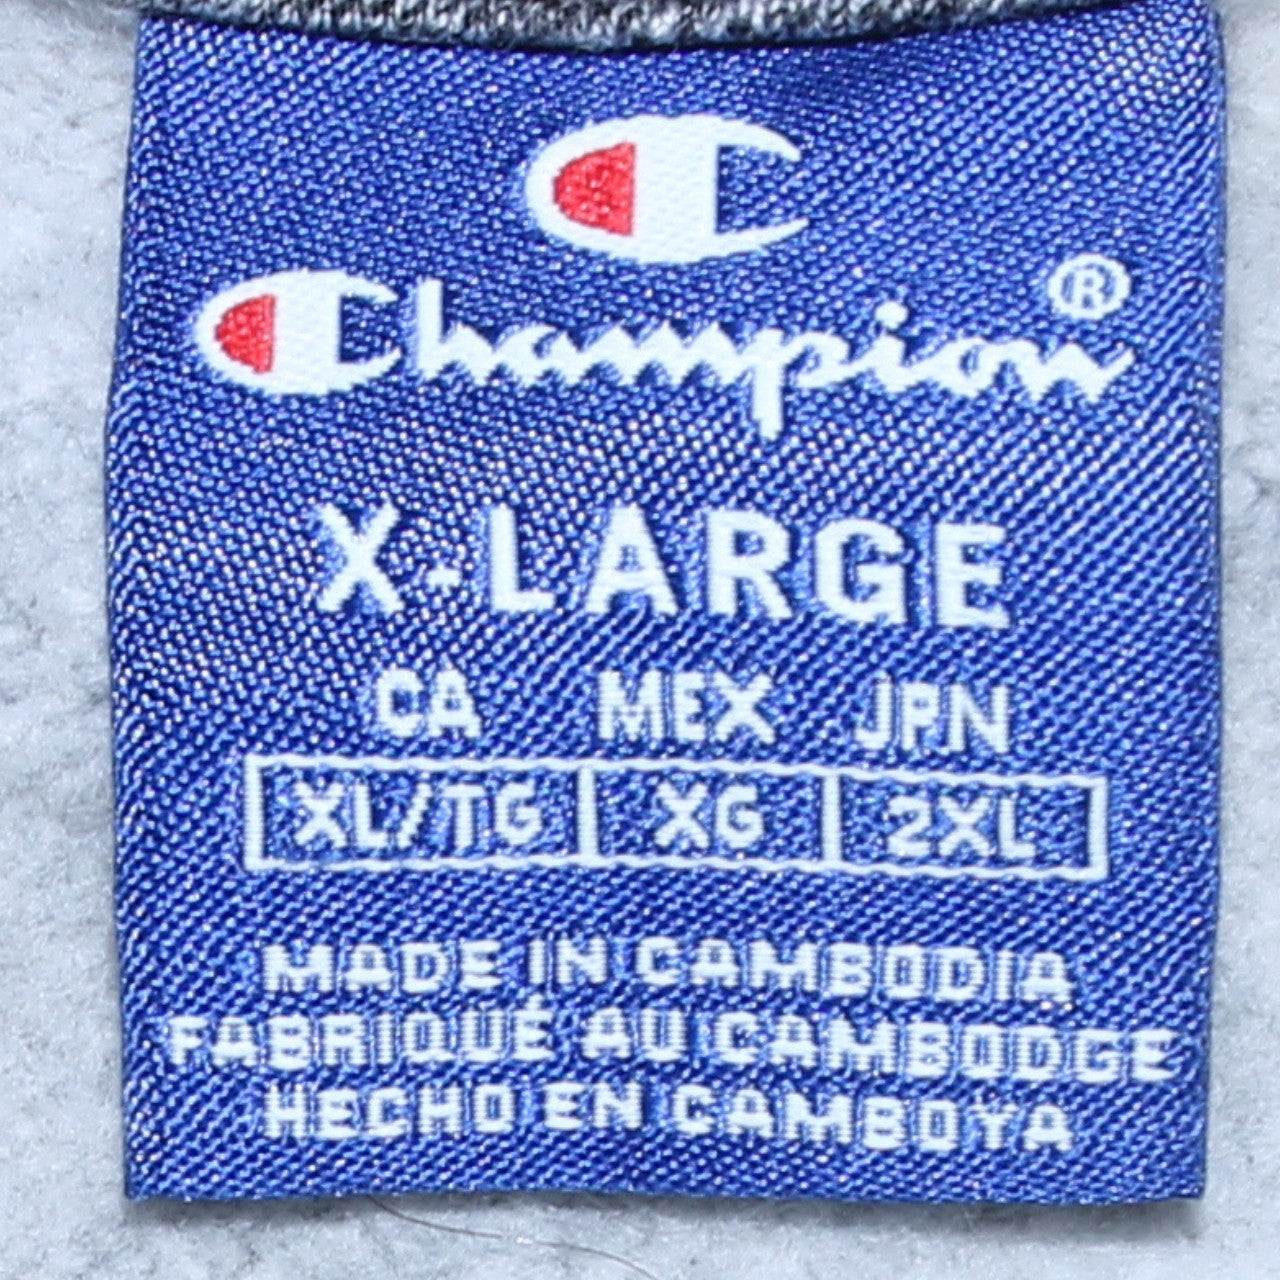 Champion®
X-LARGE
CA MEX JPN
XL/TG XG 2XL
MADE IN CAMBODIA
FABRIQUÉ AU CAMBODGE
HECHO EN CAMBOYA